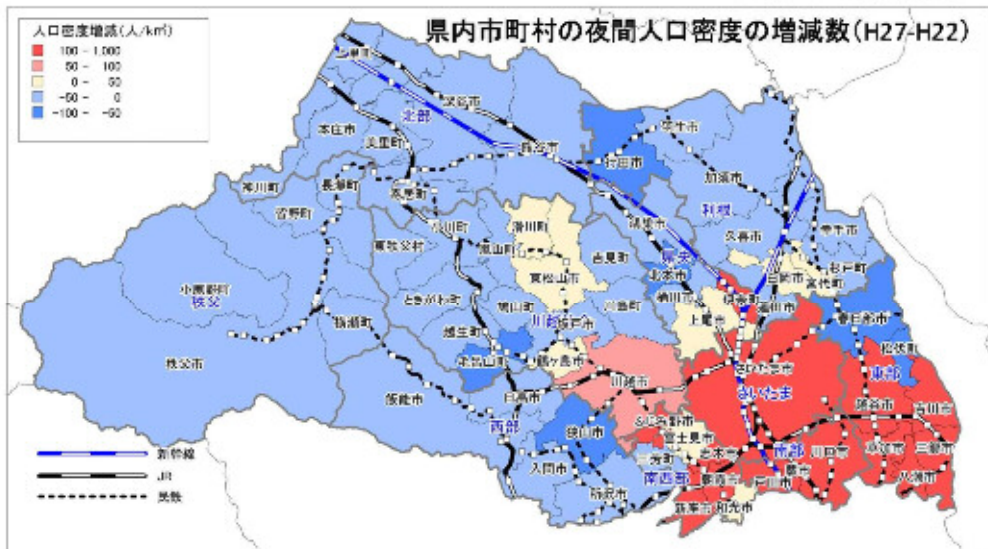 県内市町村の夜間人口密度の増減数(H27-H22)
人口密度増減(人/km²)
100 - 1,000
50 - 100
0 - 50
-50 - 0
-100 - -50
上里町
深谷市
北部
本庄市
美里町
熊谷市
羽生市
行田市
加須市
神川町
長瀞町
皆野町
寄居町
小川町
滑川町
鴻巣市
利根
久喜市
幸手市
東秩父村
嵐山町
東松山市
吉見町
県央
北本市
白岡市
杉戸町
宮代町
小鹿野町
秩父
ときがわ町
鳩山町
川島町
桶川市
伊奈町
蓮田市
上尾市
春日部市
横瀬町
越生町
坂戸市
松伏町
秩父市
毛呂山町
鶴ヶ島市
さいたま市
東部
川越市
飯能市
日高市
さいたま
越谷市
吉川市
西部
狭山市
ふじみ野市
富士見市
三芳町
志木市
南部
川口市
草加市
三郷市
入間市
南西部
朝霞市
戸田市
蕨市
八潮市
所沢市
新座市
和光市
新幹線
JR
民鉄